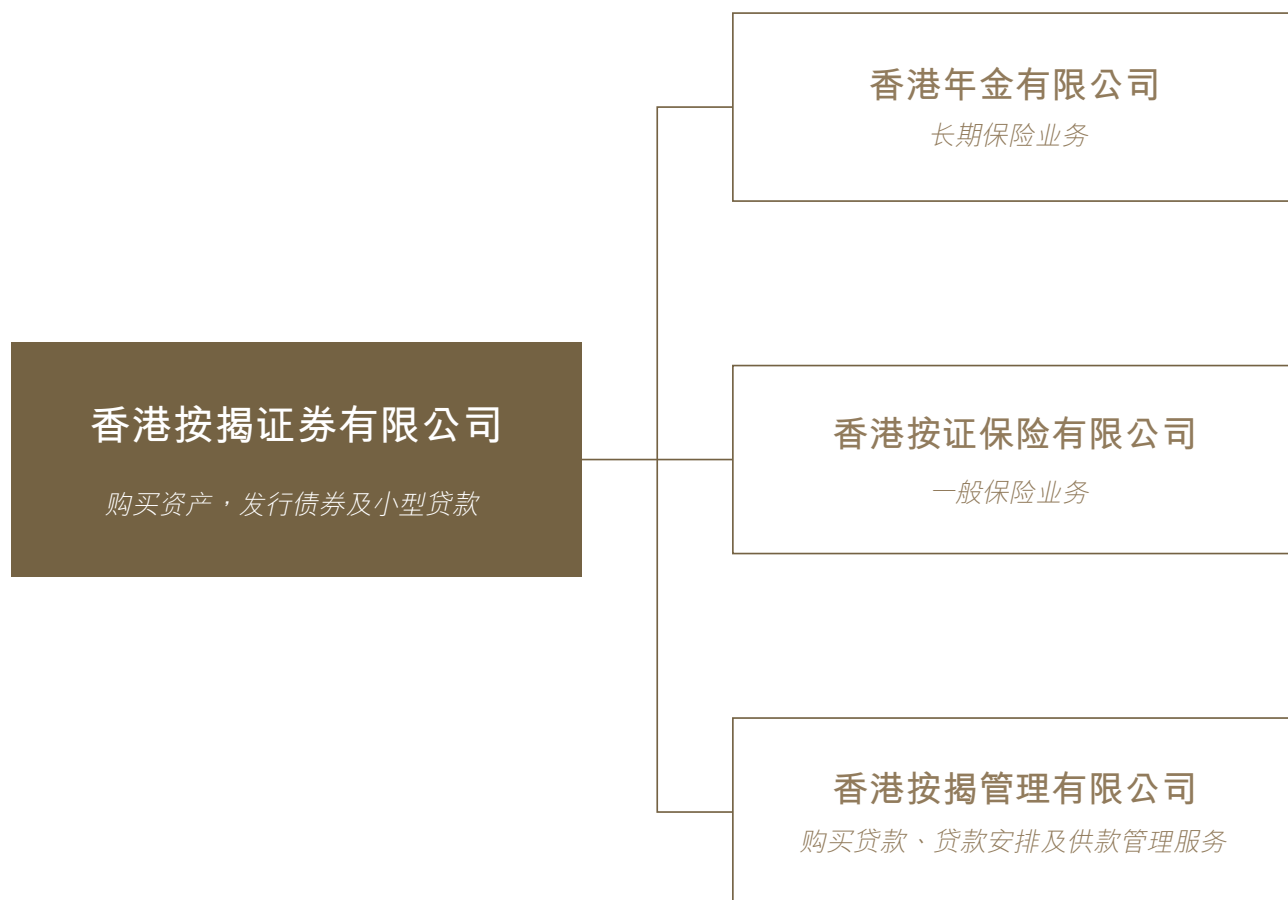 香港年金有限公司
长期保险业务
香港按揭证券有限公司
购买资产，发行债券及小型贷款
香港按证保险有限公司
一般保险业务
香港按揭管理有限公司
购买贷款、贷款安排及供款管理服务